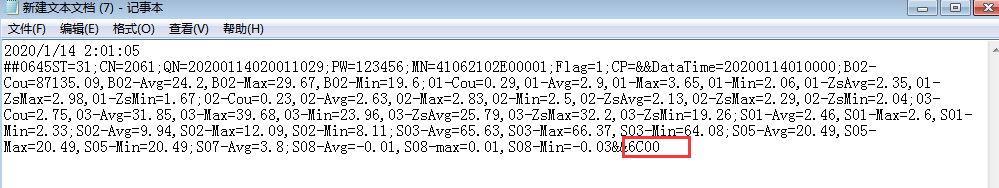 新建文本文档 (7) - 记事本
文件(F) 编辑(E) 格式(O) 查看(V) 帮助(H)
2020/1/14 2:01:05
##0645ST=31;CN=2061;QN=20200114020011029;PW=123456;MN=41062102E00001;Flag=1;CP=&&DataTime=20200114010000;B02-
Cou=87135.09,B02-Avg=24.2,B02-Max=29.67,B02-Min=19.6;01-Cou=0.29,01-Avg=2.9,01-Max=3.65,01-Min=2.06,01-ZsAvg=2.35,01-
ZsMax=2.98,01-ZsMin=1.67;02-Cou=0.23,02-Avg=2.63,02-Max=2.83,02-Min=2.5,02-ZsAvg=2.13,02-ZsMax=2.29,02-ZsMin=2.04;03-
Cou=2.75,03-Avg=31.85,03-Max=39.68,03-Min=23.96,03-ZsAvg=25.79,03-ZsMax=32.2,03-ZsMin=19.26;S01-Avg=2.46,S01-Max=2.6,S01-
Min=2.33;S02-Avg=9.94,S02-Max=12.09,S02-Min=8.11;S03-Avg=65.63,S03-Max=66.37,S03-Min=64.08;S05-Avg=20.49,S05-
Max=20.49,S05-Min=20.49;S07-Avg=3.8;S08-Avg=-0.01,S08-max=0.01,S08-Min=-0.03&&6C00